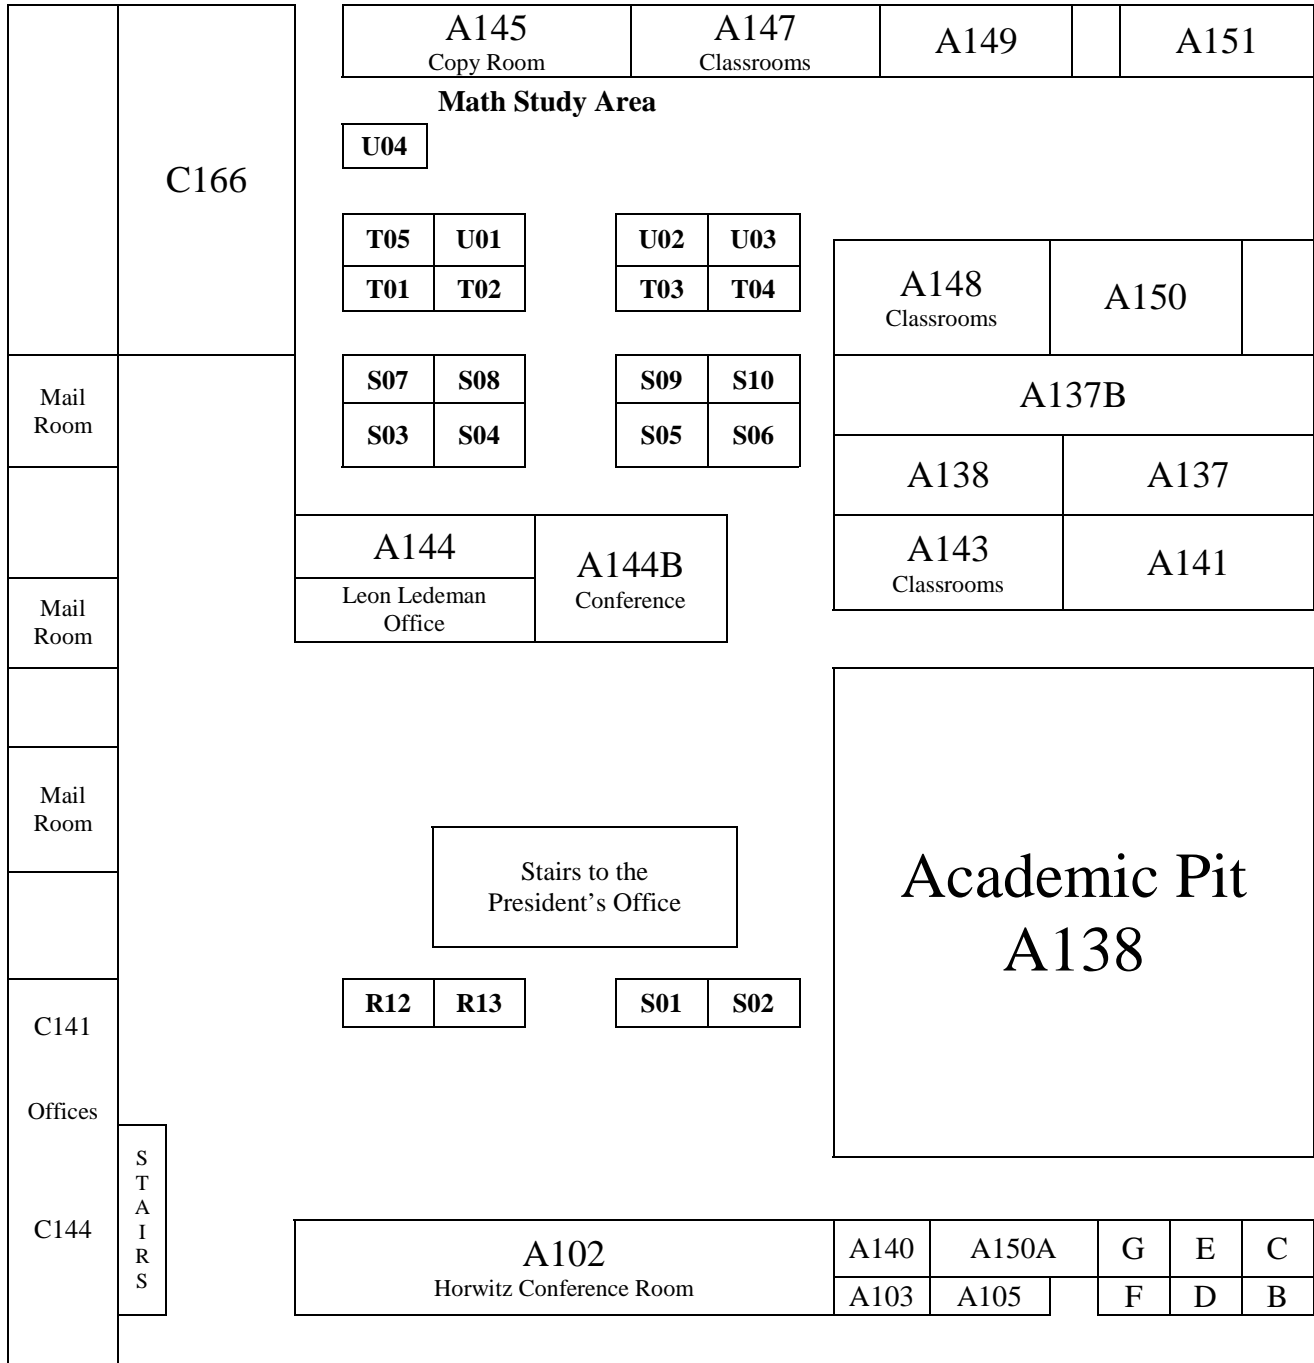 A145
Copy Room
A147
Classrooms
A149
A151
Math Study Area
U04
C166
T05
U01
U02
U03
T01
T02
T03
T04
A148
Classrooms
A150
Mail
Room
S07
S08
S09
S10
A137B
S03
S04
S05
S06
A138
A137
A144
Leon Ledeman
Office
A144B
Conference
A143
Classrooms
A141
Mail
Room
Mail
Room
Stairs to the
President's Office
Academic Pit
A138
R12
R13
S01
S02
C141
Offices
C144
S
T
A
I
R
S
A102
Horwitz Conference Room
A140
A150A
G
E
C
A103
A105
F
D
B